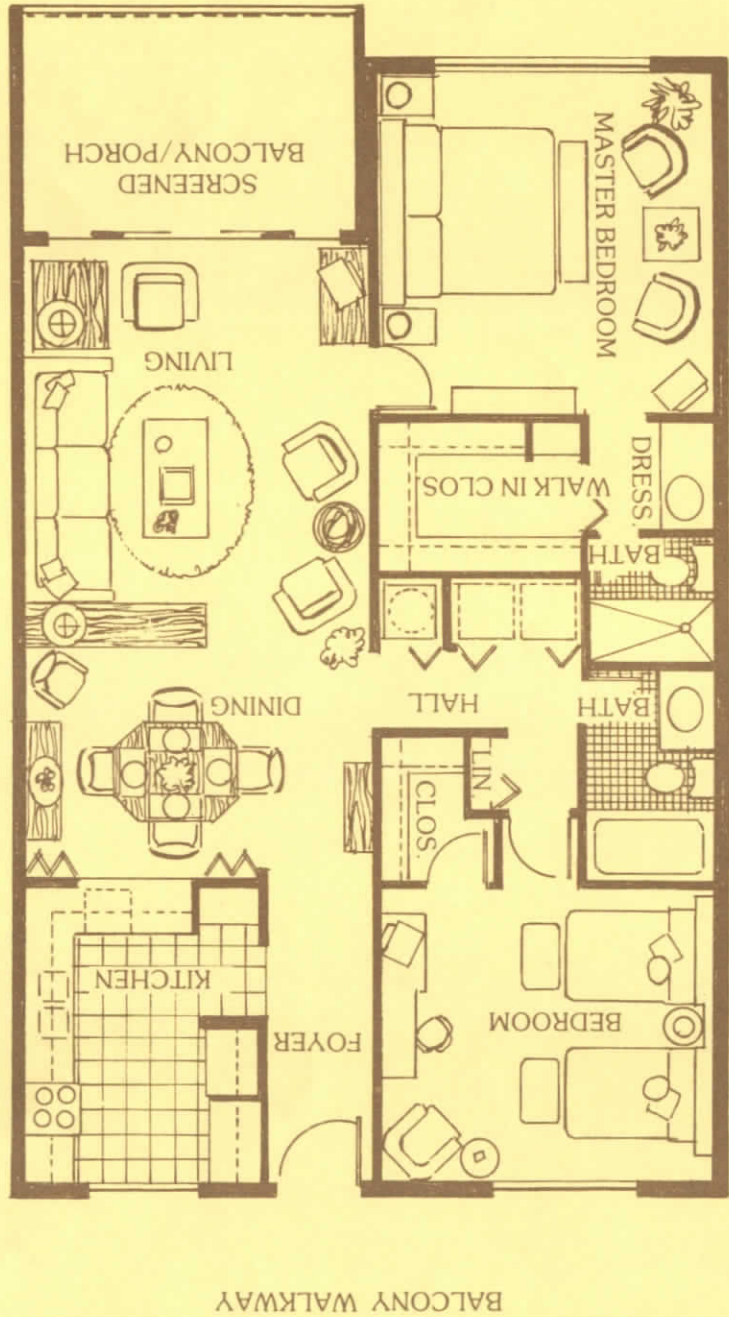 BALCONY WALKWAY
BEDROOM
FOYER
KITCHEN
CLOS.
LIN
BATH
HALL
DINING
BATH
DRESS.
WALK IN CLOS.
LIVING
MASTER BEDROOM
SCREENED
BALCONY/PORCH